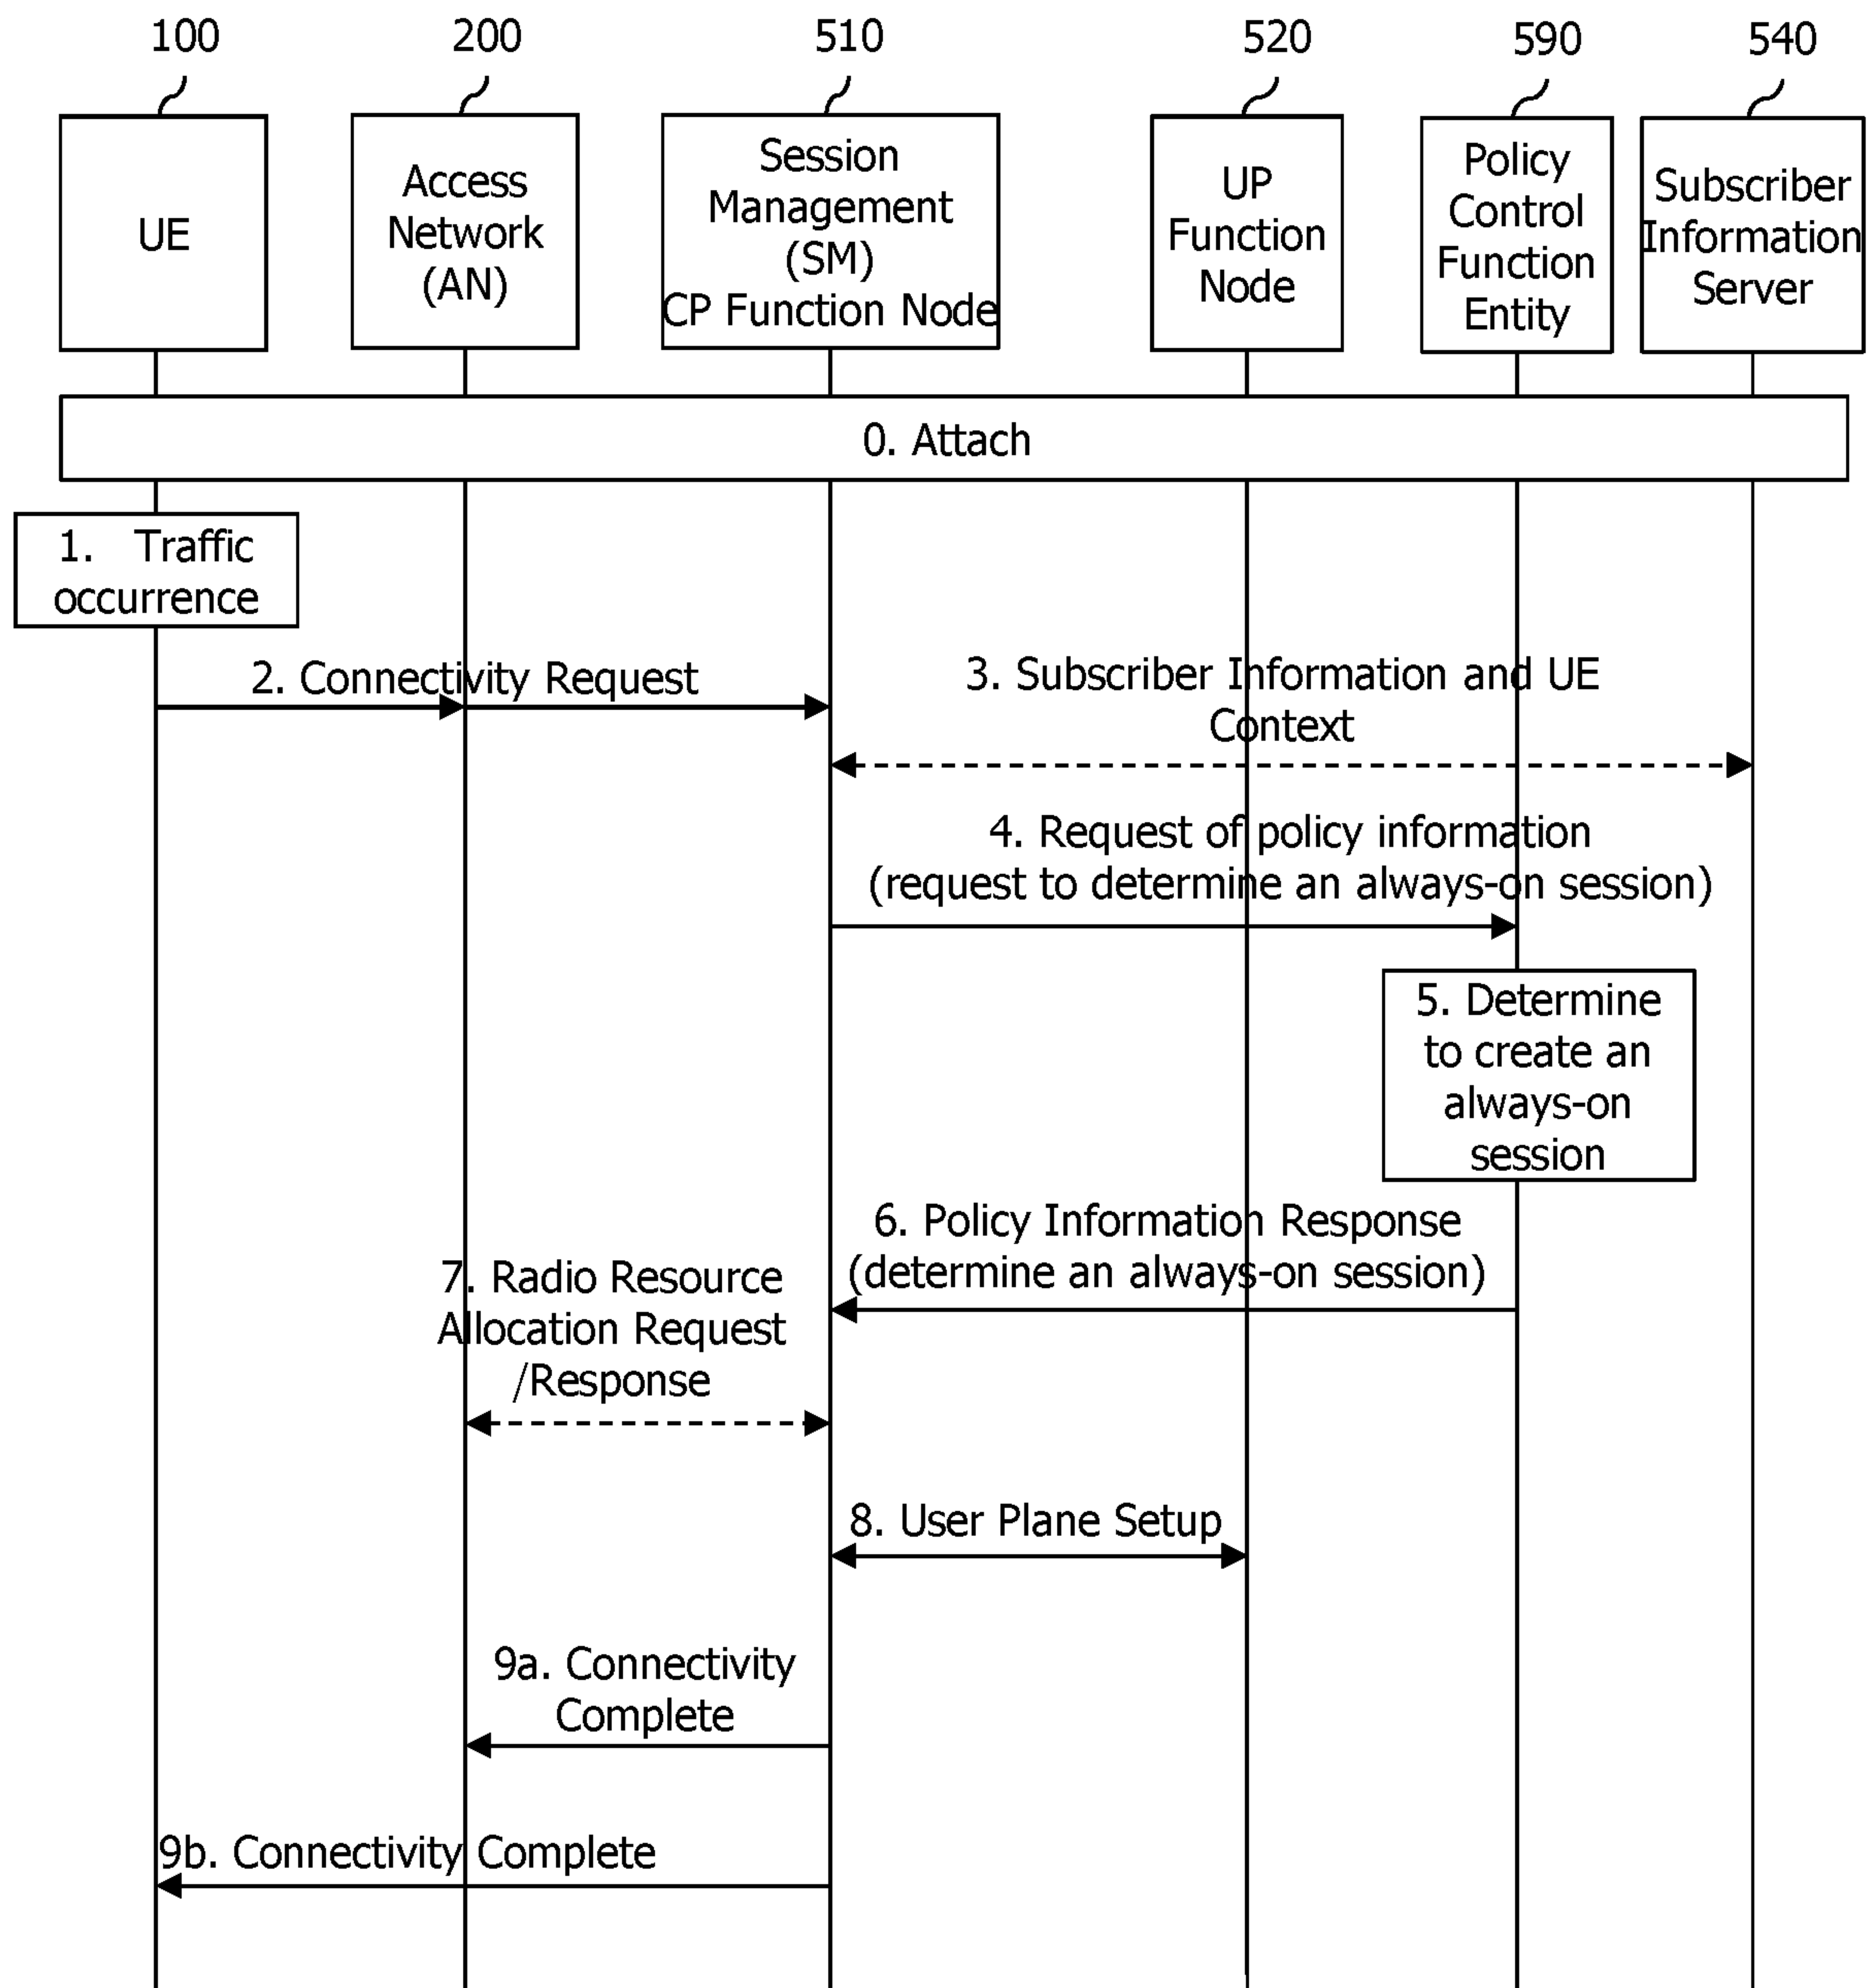 100
200
510
520
590
540
UE
Access
Network
(AN)
Session
Management
(SM)
CP Function Node
UP
Function
Node
Policy
Control
Function
Entity
Subscriber
Information
Server
0. Attach
1. Traffic
occurrence
2. Connectivity Request
3. Subscriber Information and UE
Context
4. Request of policy information
(request to determine an always-on session)
5. Determine
to create an
always-on
session
6. Policy Information Response
(determine an always-on session)
7. Radio Resource
Allocation Request
/Response
8. User Plane Setup
9a. Connectivity
Complete
9b. Connectivity Complete